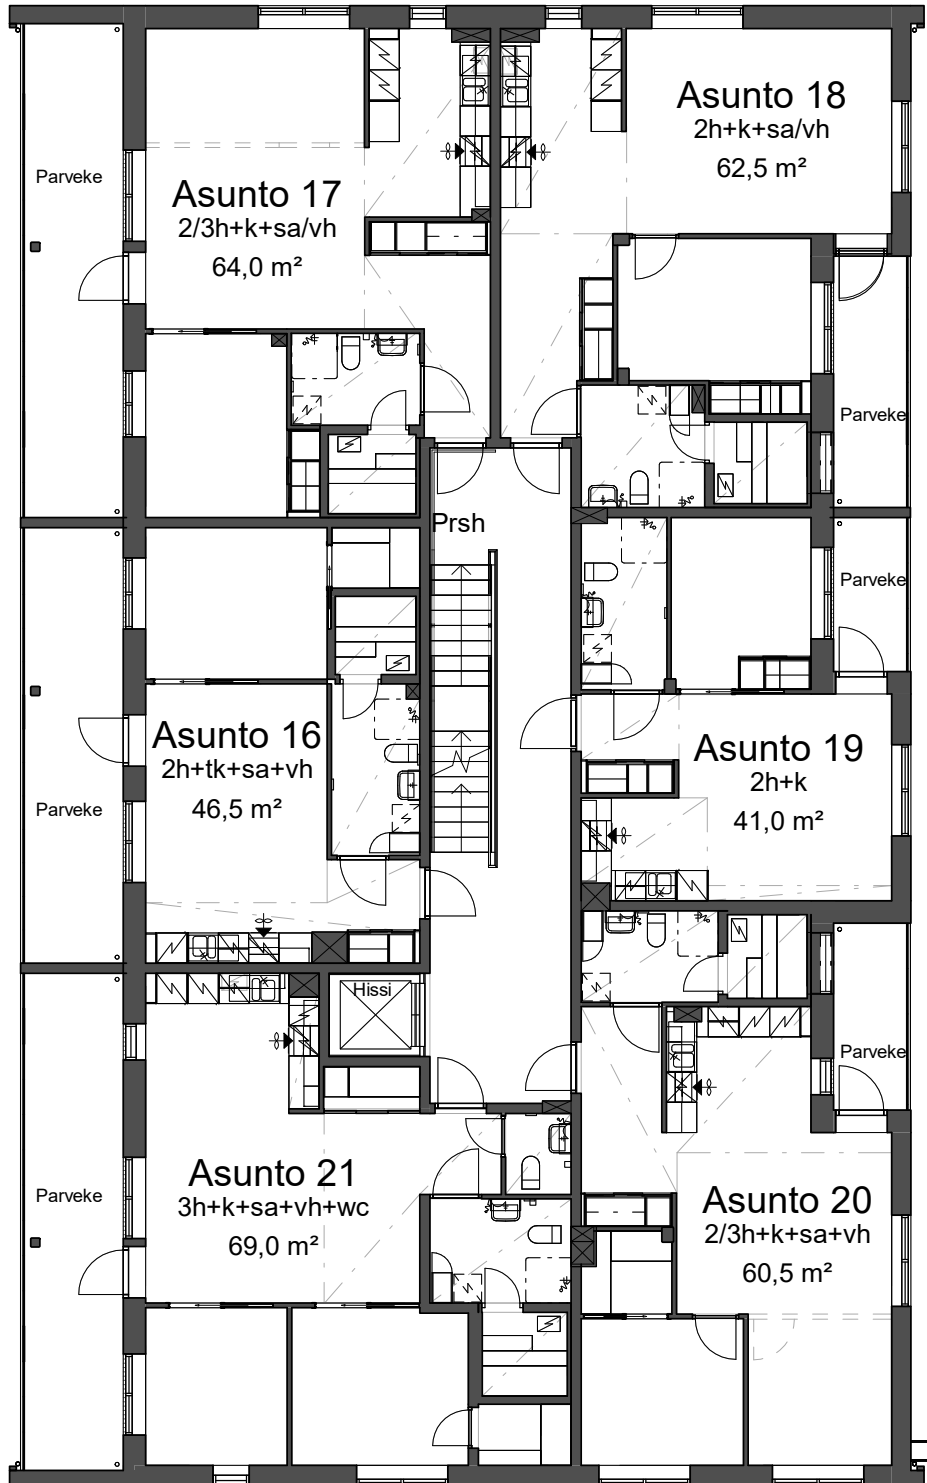 Asunto 18
2h+k+sa/vh
62,5 m²
Parveke
Asunto 17
2/3h+k+sa/vh
64,0 m²
Parveke
Prsh
Parveke
Asunto 16
2h+tk+sa+vh
46,5 m²
Asunto 19
2h+k
41,0 m²
Parveke
Hissi
Parveke
Asunto 21
3h+k+sa+vh+wc
69,0 m²
Parveke
Asunto 20
2/3h+k+sa+vh
60,5 m²